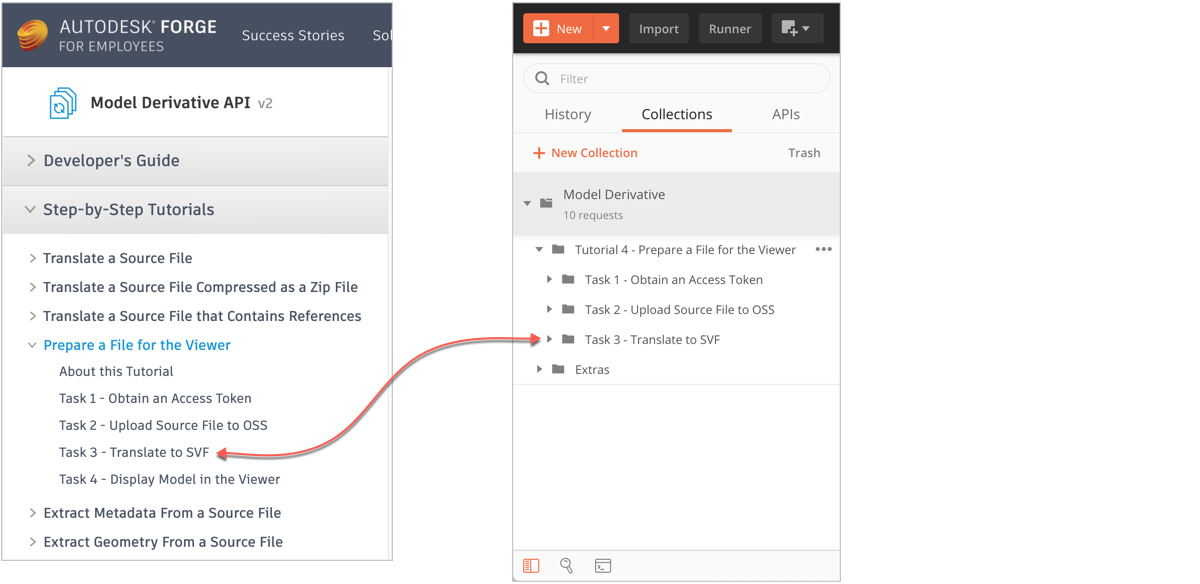 AUTODESK® FORGE
FOR EMPLOYEES
Success Stories
Sol
Model Derivative API v2
Developer's Guide
Step-by-Step Tutorials
Translate a Source File
Translate a Source File Compressed as a Zip File
Translate a Source File that Contains References
Prepare a File for the Viewer
About this Tutorial
Task 1 - Obtain an Access Token
Task 2 - Upload Source File to OSS
Task 3 - Translate to SVF
Task 4 - Display Model in the Viewer
Extract Metadata From a Source File
Extract Geometry From a Source File
New
Import
Runner
Filter
History
Collections
APIs
+ New Collection
Trash
Model Derivative
10 requests
Tutorial 4 - Prepare a File for the Viewer
Task 1 - Obtain an Access Token
Task 2 - Upload Source File to OSS
Task 3 - Translate to SVF
Extras